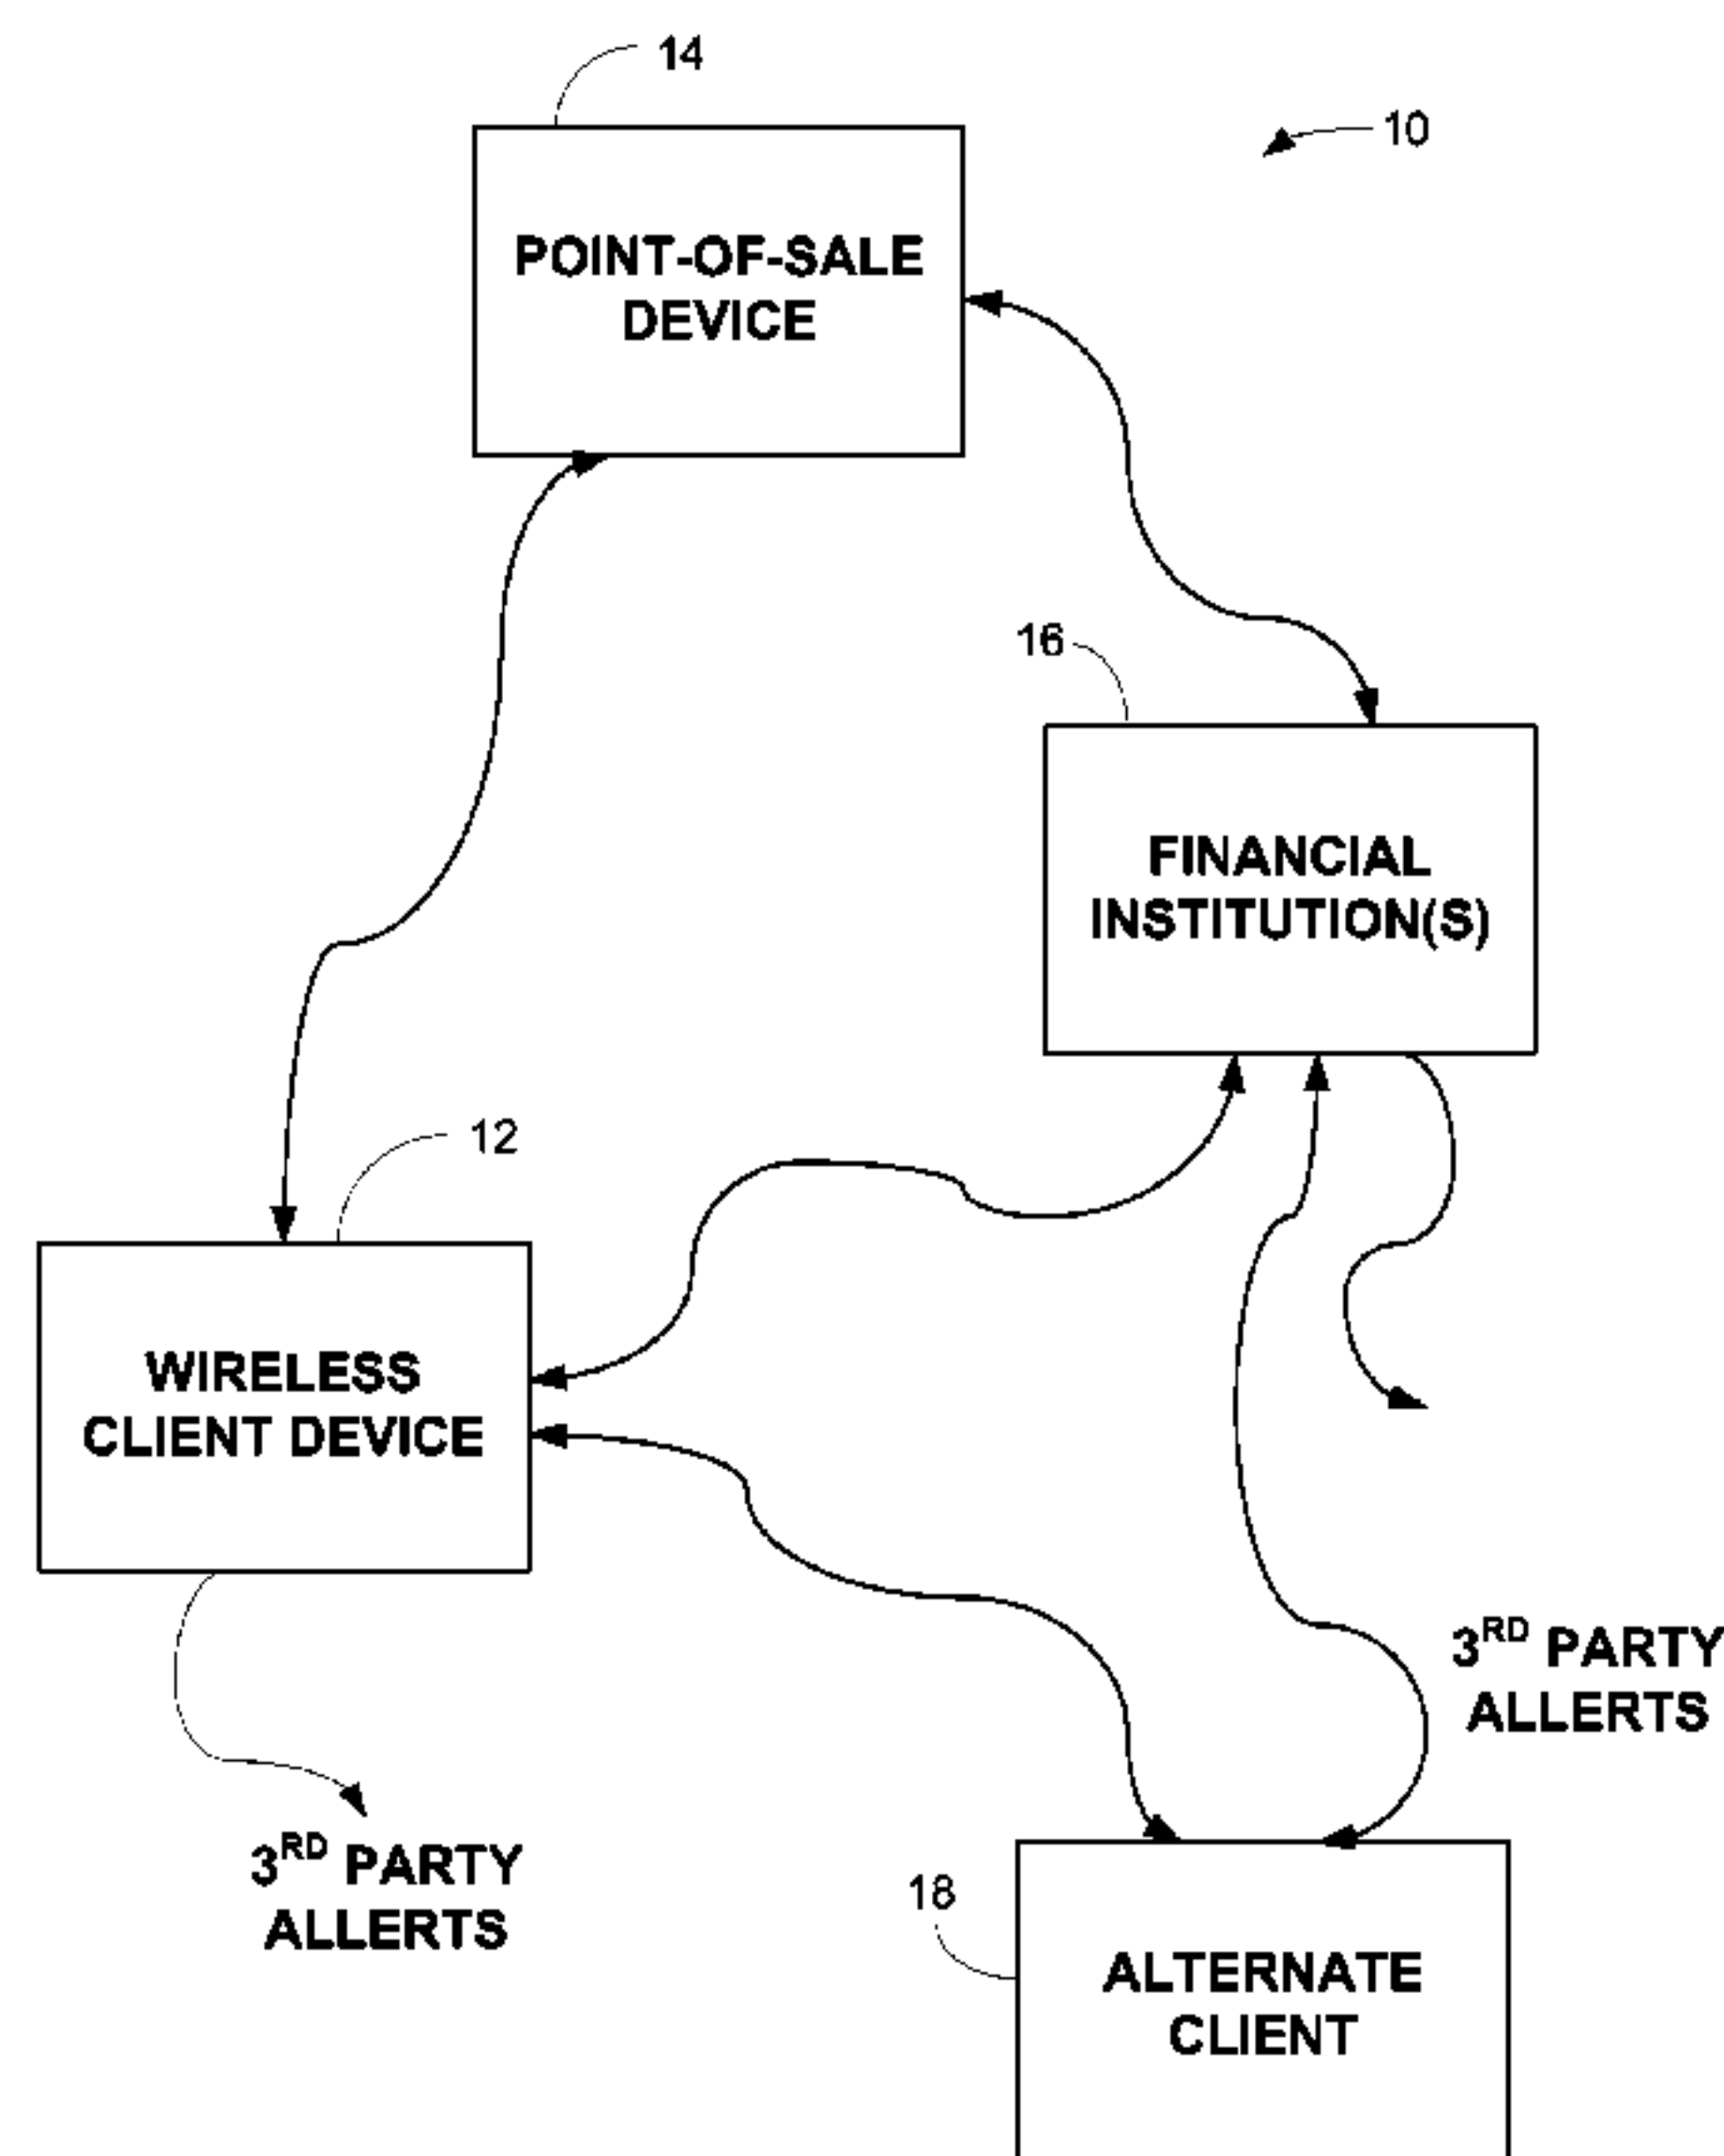 14
10
POINT-OF-SALE
DEVICE
16
FINANCIAL
INSTITUTION(S)
12
WIRELESS
CLIENT DEVICE
3RD PARTY
ALLERTS
3RD PARTY
ALLERTS
18
ALTERNATE
CLIENT